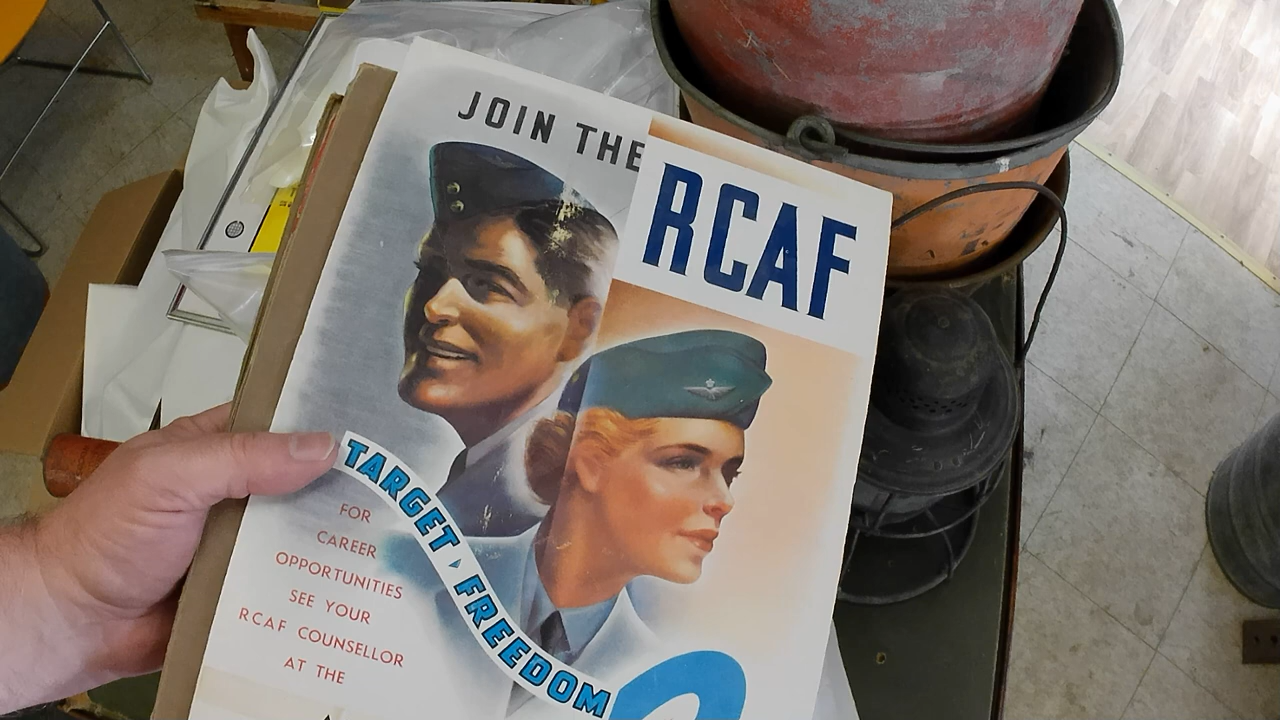 JOIN THE
RCAF
TARGET FREEDOM
FOR
CAREER
OPPORTUNITIES
SEE YOUR
RCAF COUNSELLOR
AT THE